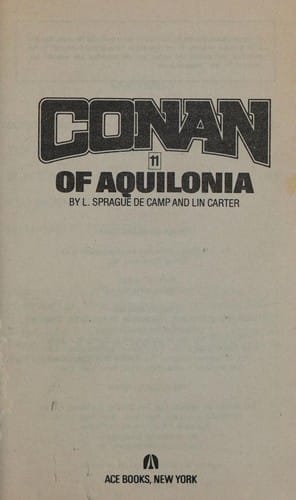 CONAN
11
OF AQUILONIA
BY L. SPRAGUE DE CAMP AND LIN CARTER
ACE BOOKS, NEW YORK